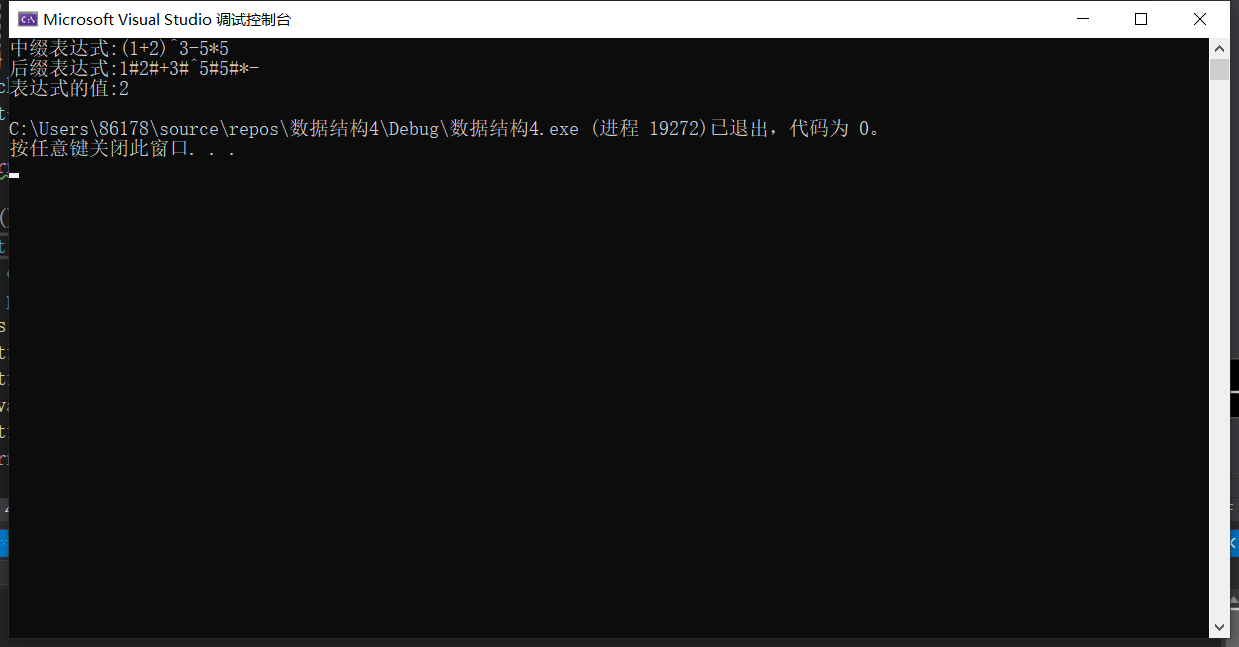 Microsoft Visual Studio 调试控制台
中缀表达式:(1+2)^3-5*5
后缀表达式:1#2#+3#^5#5#*-
表达式的值:2
C:\Users\86178\source\repos\数据结构4\Debug\数据结构4.exe (进程 19272)已退出，代码为 0。
按任意键关闭此窗口. . .